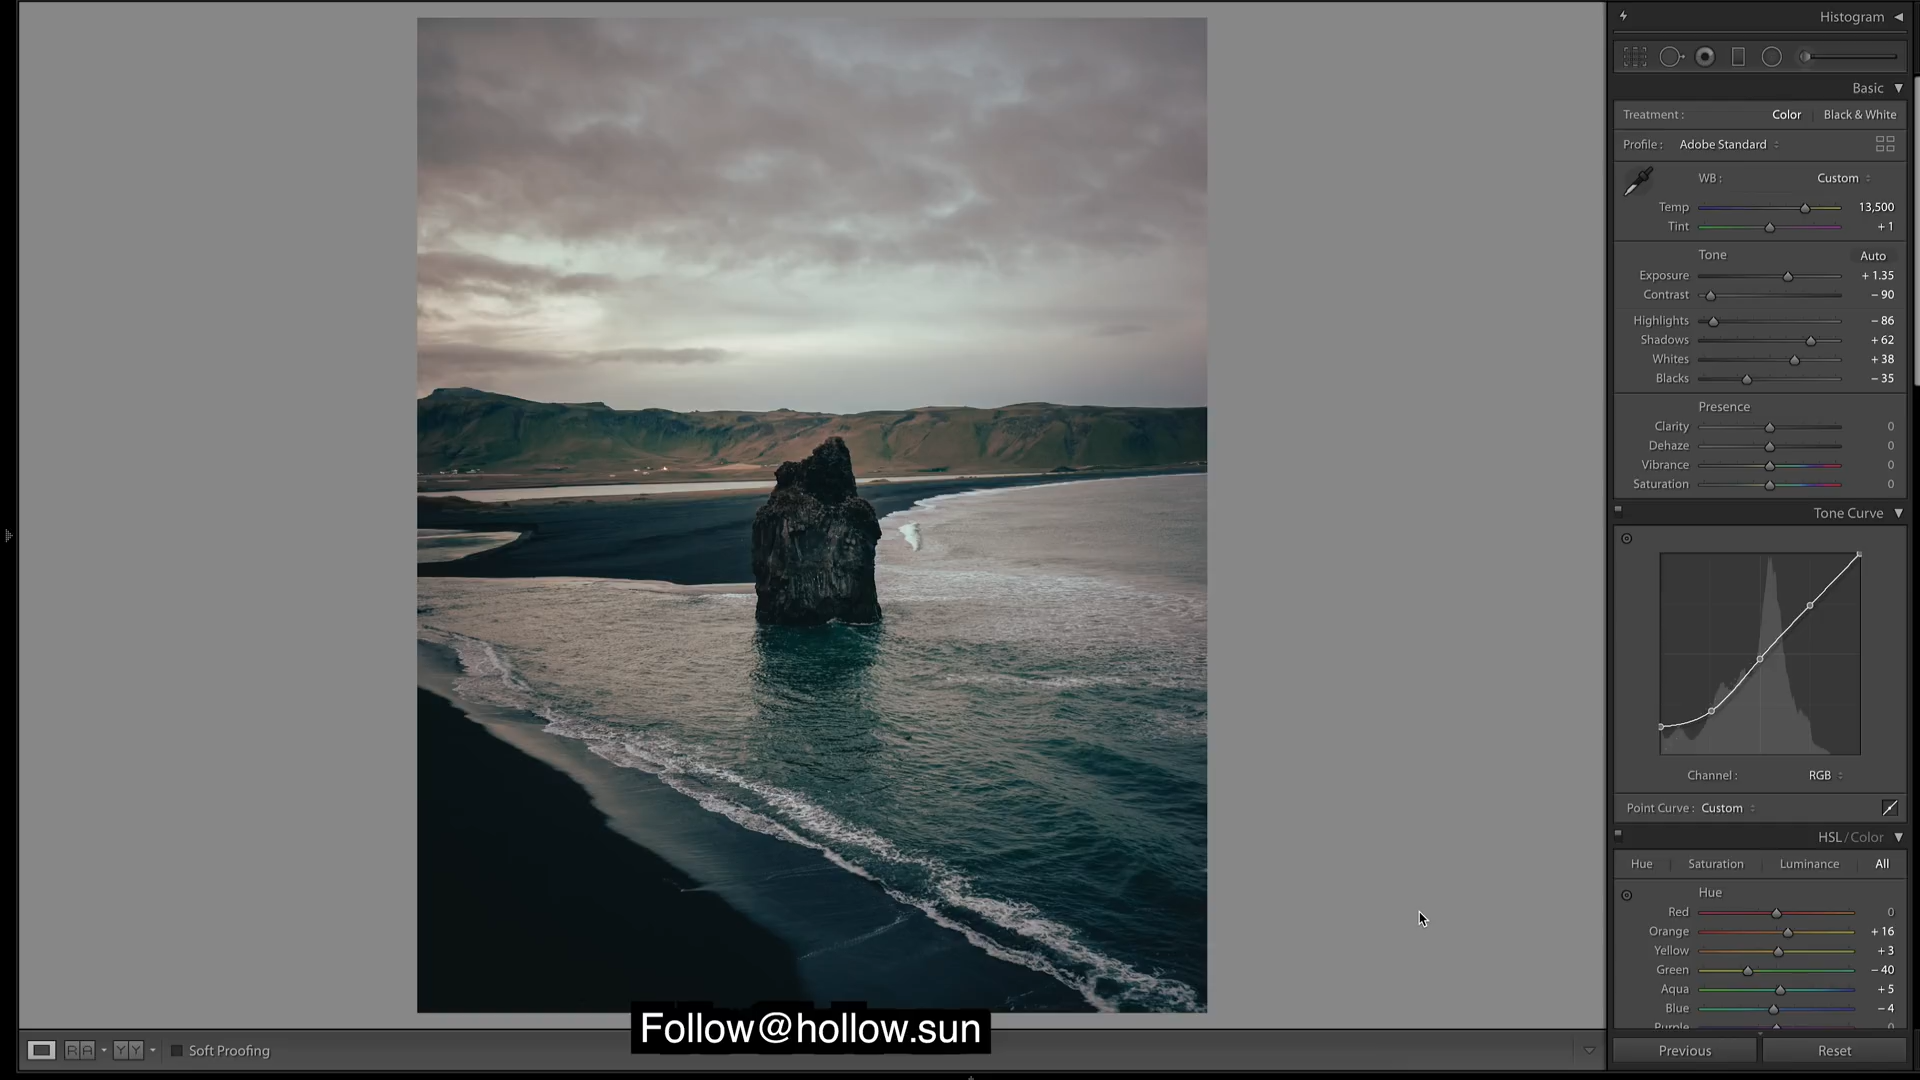 Histogram
Basic
Treatment : Color Black & White
Profile : Adobe Standard
WB : Custom
Temp 13,500
Tint + 1
Tone Auto
Exposure + 1.35
Contrast − 90
Highlights − 86
Shadows + 62
Whites + 38
Blacks − 35
Presence
Clarity 0
Dehaze 0
Vibrance 0
Saturation 0
Tone Curve
Channel : RGB
Point Curve : Custom
HSL / Color
Hue Saturation Luminance All
Hue
Red 0
Orange + 16
Yellow + 3
Green − 40
Aqua + 5
Blue − 4
Purple 0
Follow@hollow.sun
R A Y Y Soft Proofing
Previous Reset